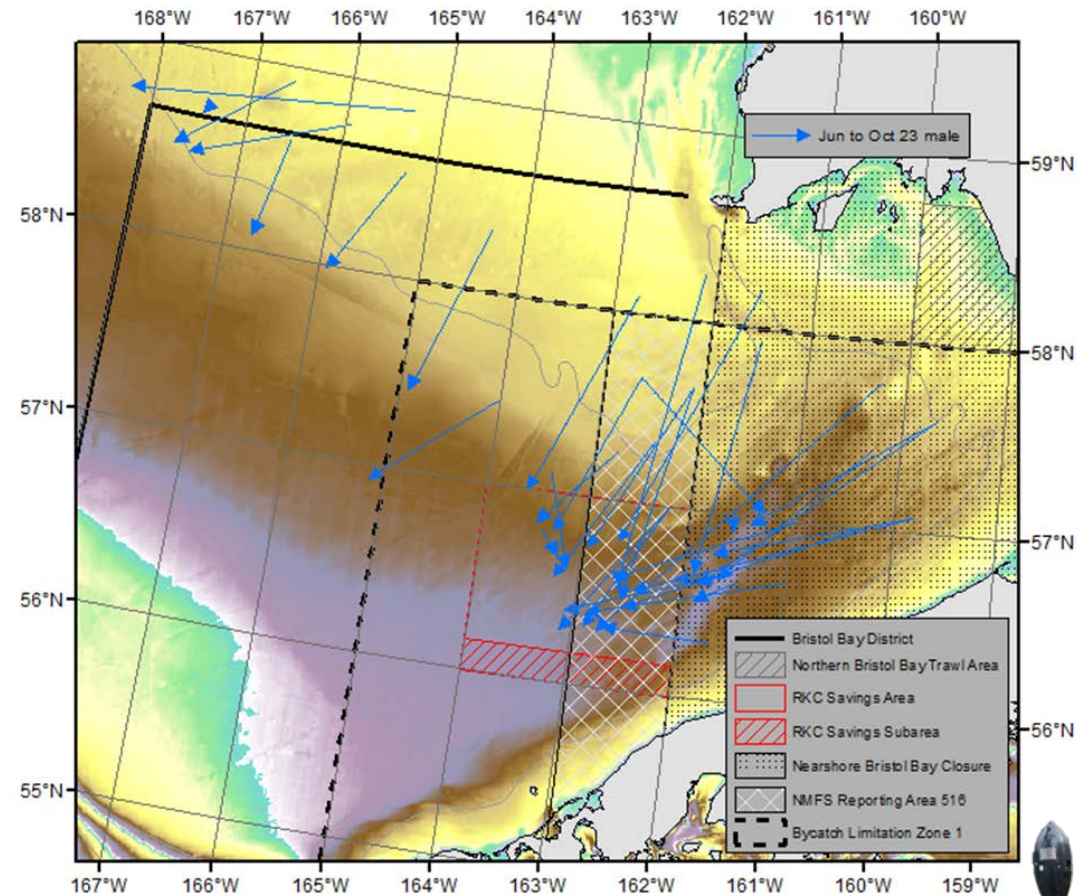 168°W 167°W 166°W 165°W 164°W 163°W 162°W 161°W 160°W
Jun to Oct 23 male
59°N
58°N
58°N
57°N
57°N
56°N
56°N
55°N
Bristol Bay District
Northern Bristol Bay Trawl Area
RKC Savings Area
RKC Savings Subarea
Nearshore Bristol Bay Closure
NMFS Reporting Area 516
Bycatch Limitation Zone 1
167°W 166°W 165°W 164°W 163°W 162°W 161°W 160°W 159°W